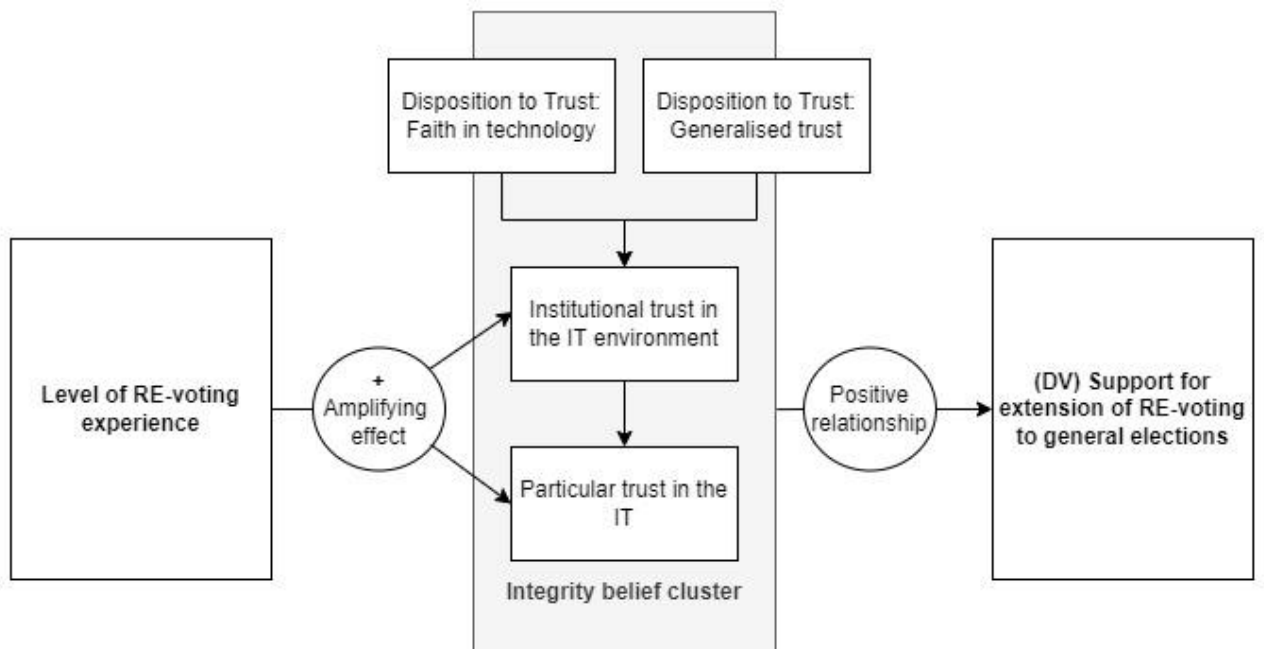 Disposition to Trust:
Faith in technology
Disposition to Trust:
Generalised trust
Level of RE-voting
experience
+
Amplifying
effect
Institutional trust in
the IT environment
Particular trust in the
IT
Integrity belief cluster
Positive
relationship
(DV) Support for
extension of RE-voting
to general elections